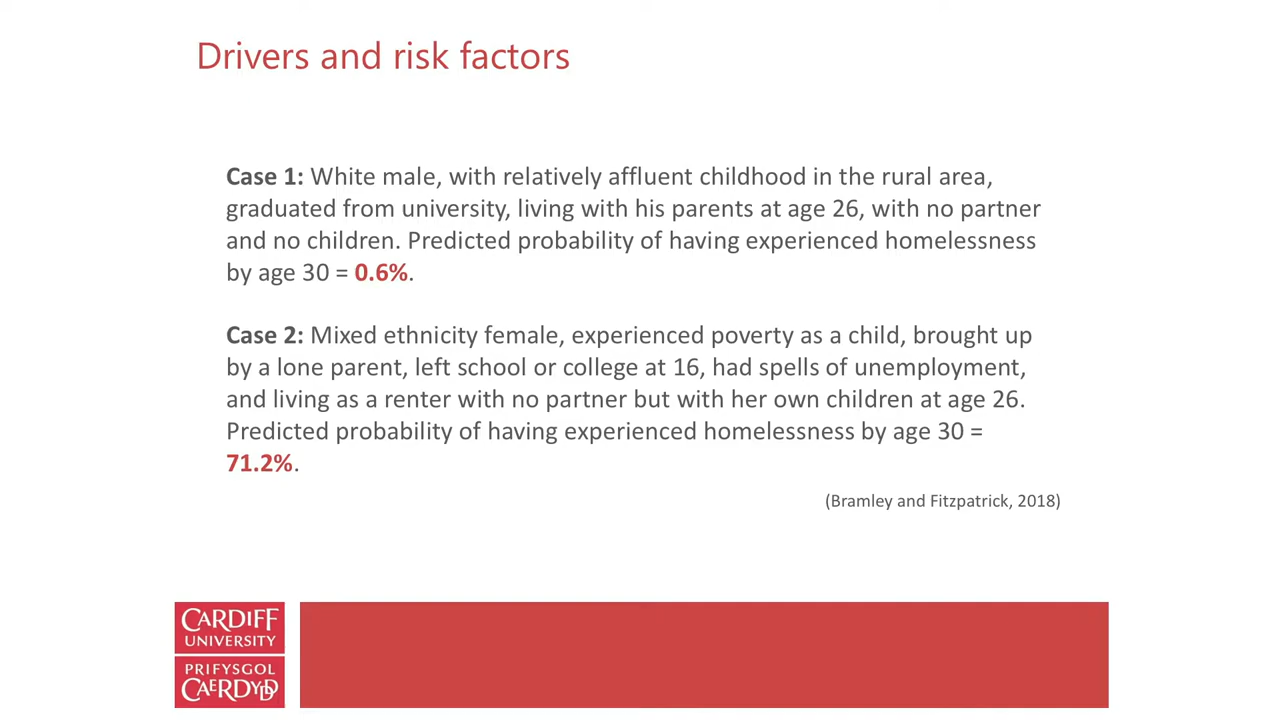 Drivers and risk factors
Case 1: White male, with relatively affluent childhood in the rural area,
graduated from university, living with his parents at age 26, with no partner
and no children. Predicted probability of having experienced homelessness
by age 30 = 0.6%.
Case 2: Mixed ethnicity female, experienced poverty as a child, brought up
by a lone parent, left school or college at 16, had spells of unemployment,
and living as a renter with no partner but with her own children at age 26.
Predicted probability of having experienced homelessness by age 30 =
71.2%.
(Bramley and Fitzpatrick, 2018)
CARDIFF
UNIVERSITY
PRIFYSGOL
CAERDYDD